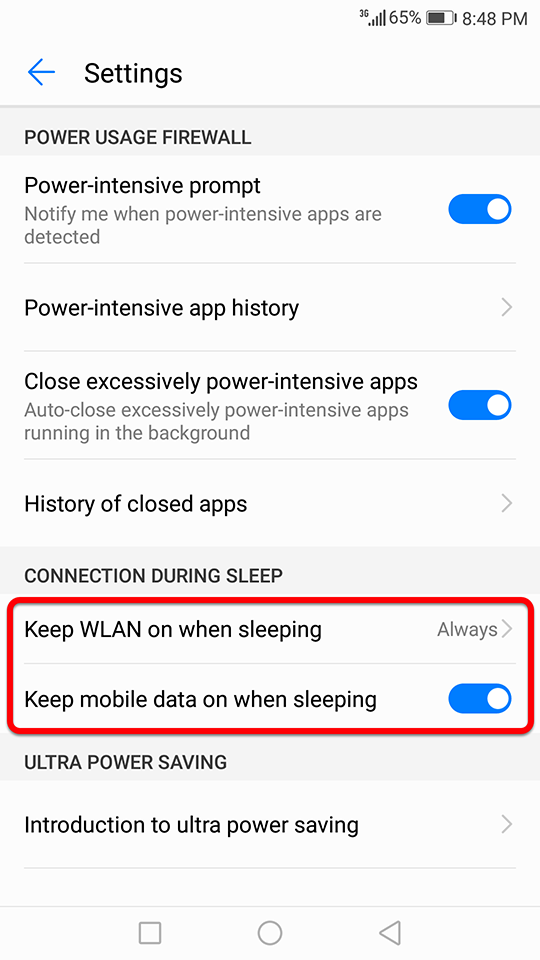 3G 65% 8:48 PM
Settings
POWER USAGE FIREWALL
Power-intensive prompt
Notify me when power-intensive apps are
detected
Power-intensive app history
Close excessively power-intensive apps
Auto-close excessively power-intensive apps
running in the background
History of closed apps
CONNECTION DURING SLEEP
Keep WLAN on when sleeping Always
Keep mobile data on when sleeping
ULTRA POWER SAVING
Introduction to ultra power saving